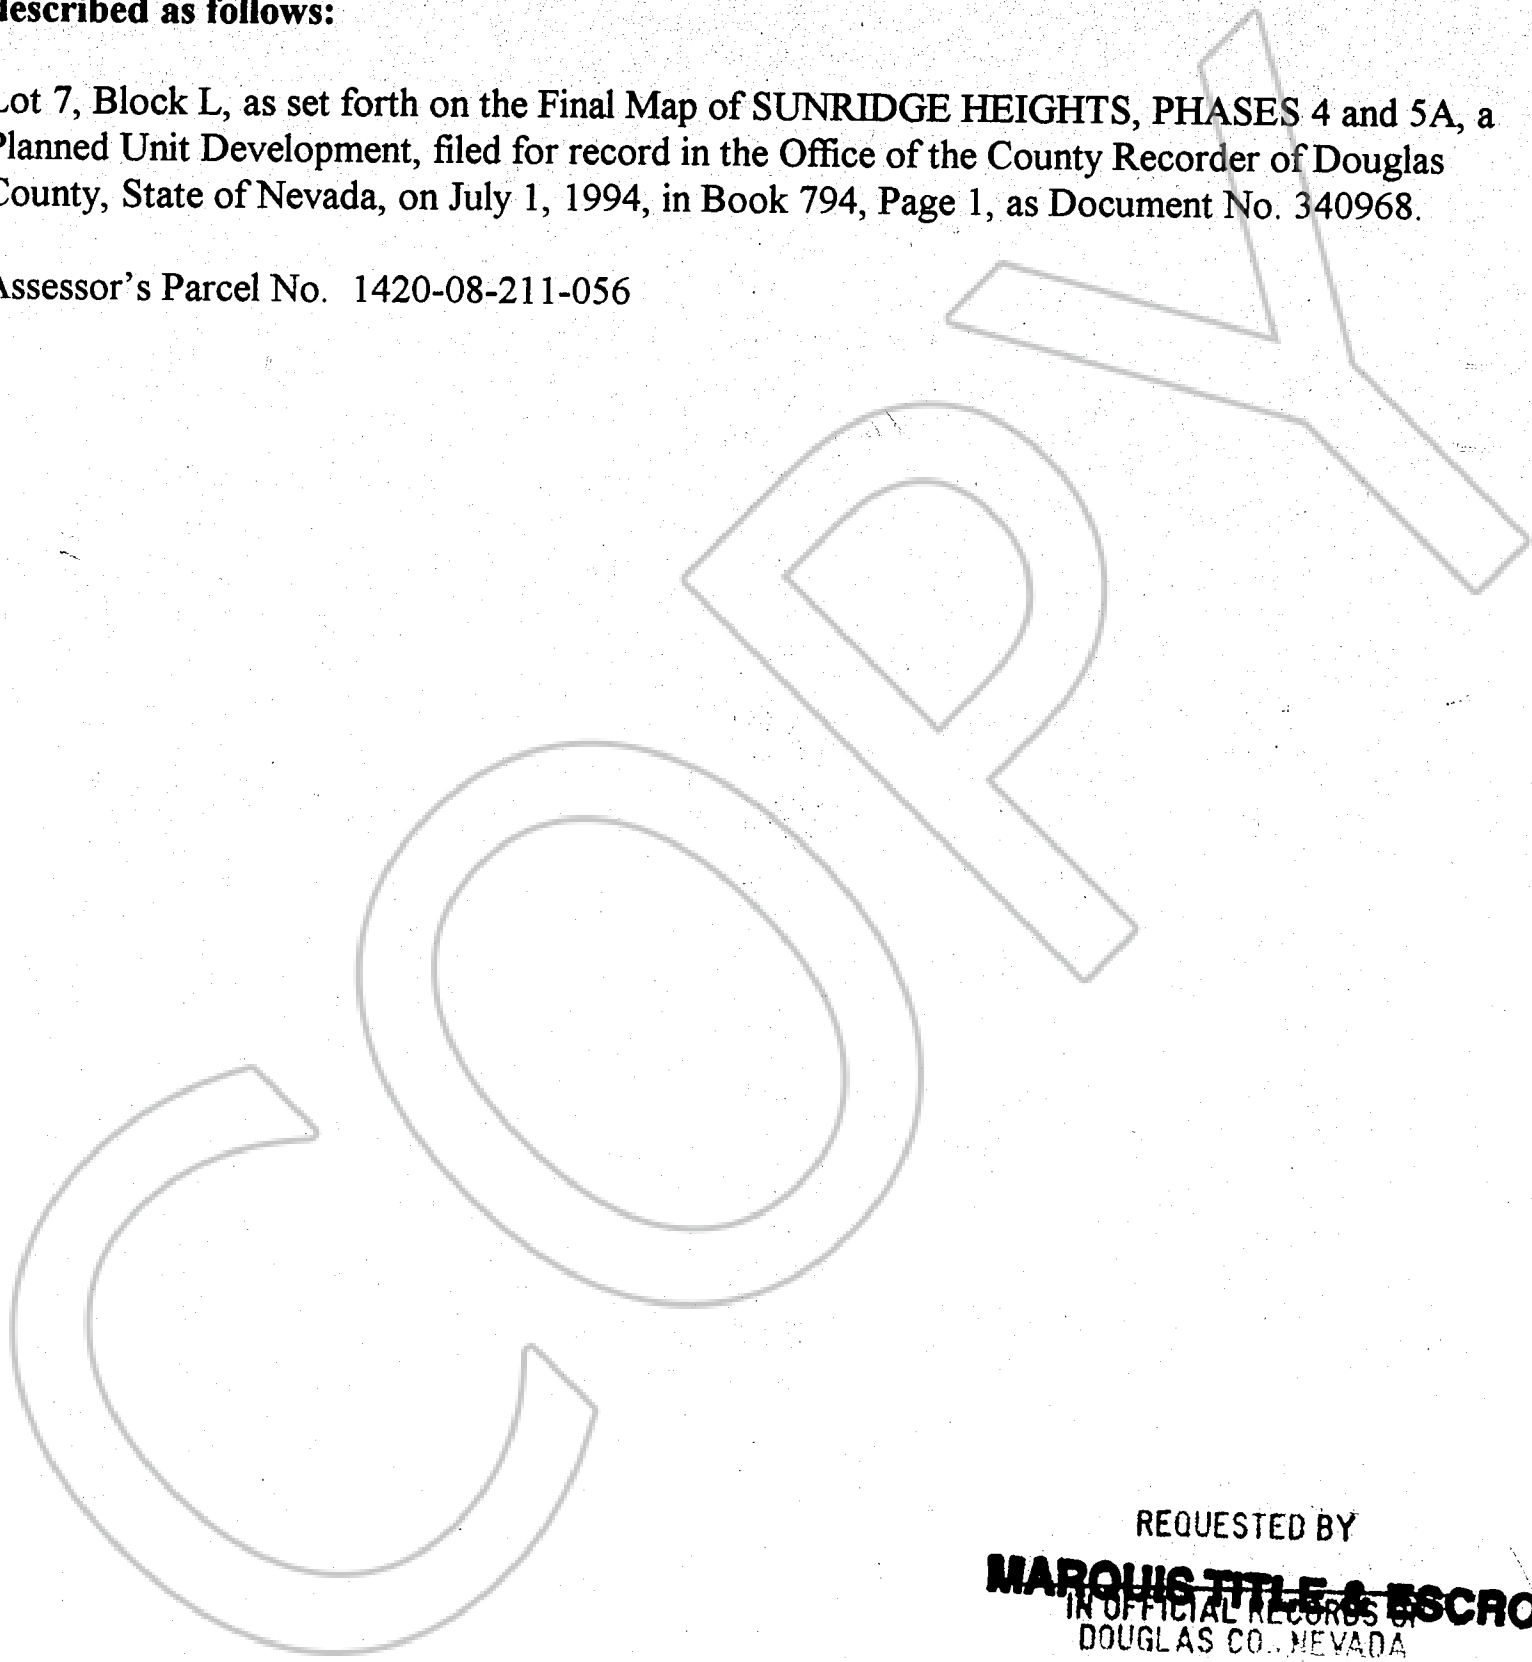 described as follows:
Lot 7, Block L, as set forth on the Final Map of SUNRIDGE HEIGHTS, PHASES 4 and 5A, a
Planned Unit Development, filed for record in the Office of the County Recorder of Douglas
County, State of Nevada, on July 1, 1994, in Book 794, Page 1, as Document No. 340968.
Assessor's Parcel No. 1420-08-211-056
COPY
REQUESTED BY
MARQUIS TITLE & ESCRO
IN OFFICIAL RECORDS OF
DOUGLAS CO., NEVADA